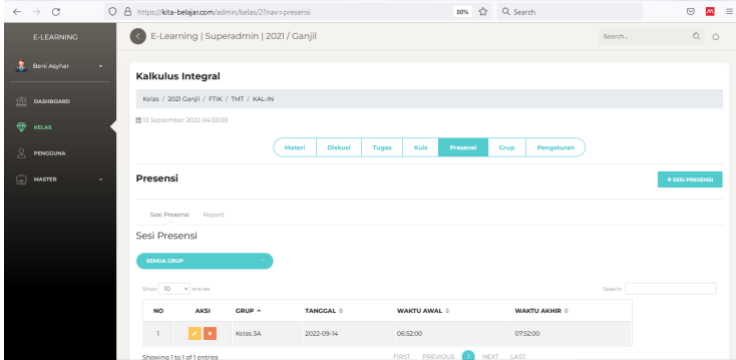 https://kita-belajar.com/admin/kelas/2?nav=presensi
80%
Search
E-LEARNING
E-Learning | Superadmin | 2021 / Ganjil
Search...
Beni Asyhar
DASHBOARD
KELAS
PENGGUNA
MASTER
Kalkulus Integral
Kelas / 2021 Ganjil / FTIK / TMT / KAL-IN
13 September 2022 04:03:00
Materi Diskusi Tugas Kuis Presensi Grup Pengaturan
Presensi
+ SESI PRESENSI
Sesi Presensi Report
Sesi Presensi
SEMUA GRUP
Show 10 entries
Search:
NO AKSI GRUP TANGGAL WAKTU AWAL WAKTU AKHIR
1 Kelas 3A 2022-09-14 06:52:00 07:52:00
Showing 1 to 1 of 1 entries
FIRST PREVIOUS 1 NEXT LAST